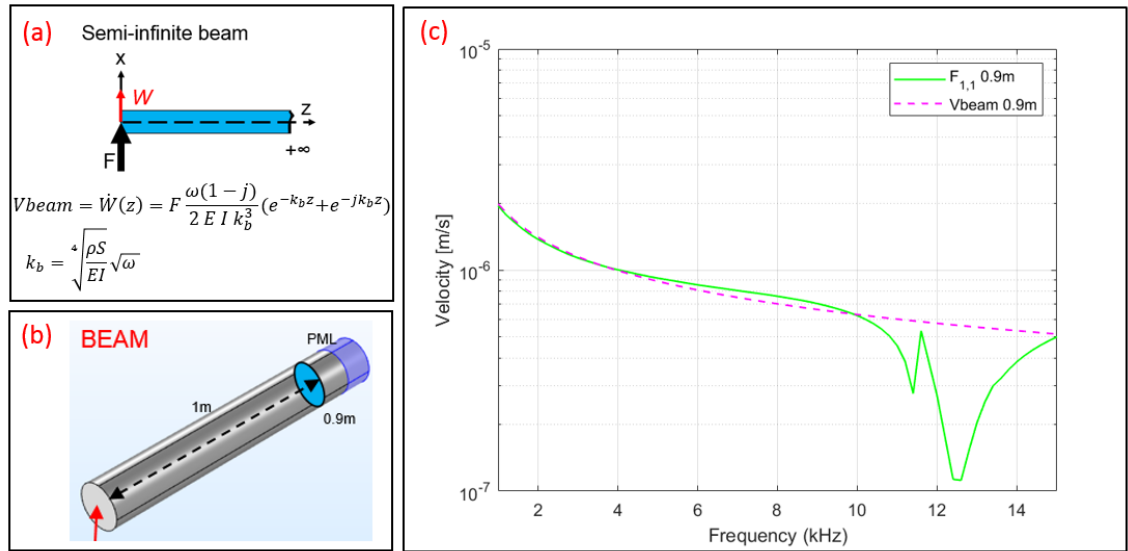 (a)
Semi-infinite beam
x
W
z
F
+∞
Vbeam = Ẇ(z) = F ω(1 − j) / 2 E I k_b^3 (e^{−k_b z} + e^{−jk_b z})
k_b = ∜(ρS / EI) √ω
(b) BEAM
PML
1m
0.9m
(c)
10^-5
F_1,1 0.9m
Vbeam 0.9m
Velocity [m/s]
10^-6
10^-7
2 4 6 8 10 12 14
Frequency (kHz)